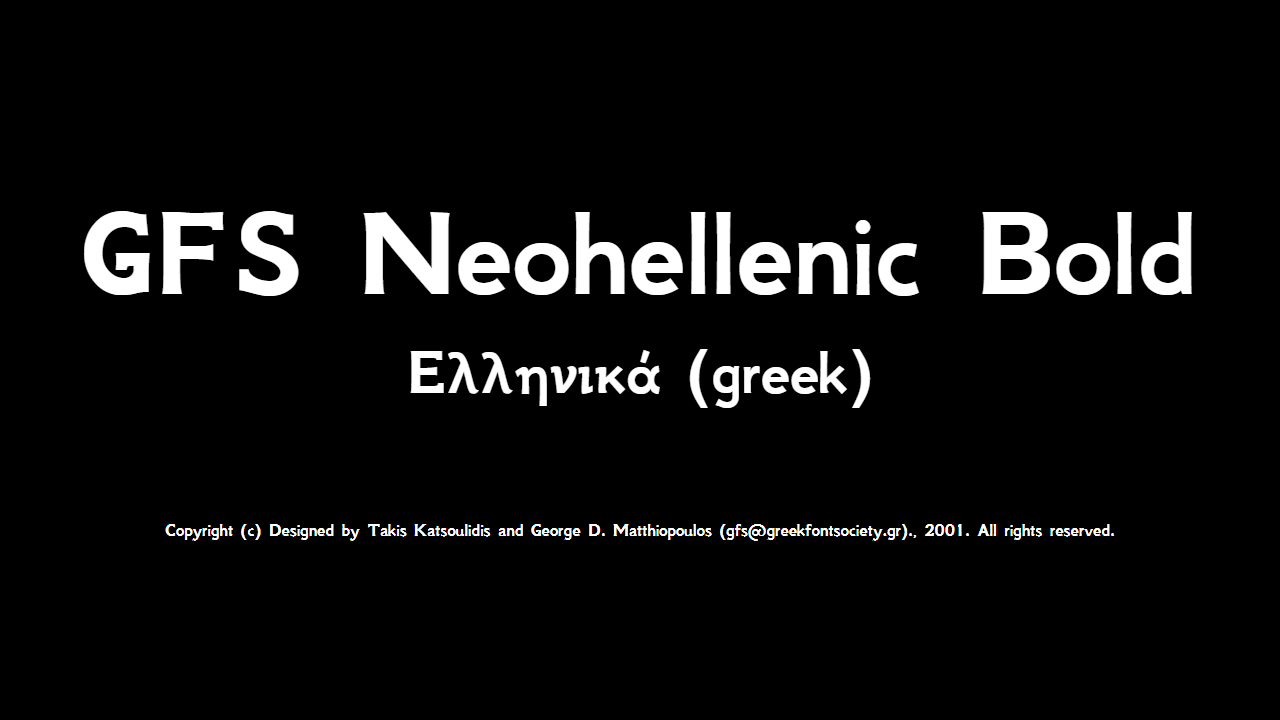 GFS Neohellenic Bold
Ελληνικά (greek)
Copyright (c) Designed by Takis Katsoulidis and George D. Matthiopoulos (gfs@greekfontsociety.gr)., 2001. All rights reserved.